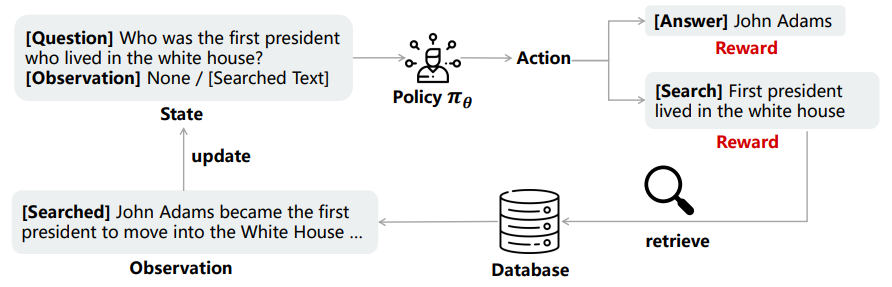 [Question] Who was the first president
who lived in the white house?
[Observation] None / [Searched Text]
State
Policy πθ
Action
[Answer] John Adams
Reward
[Search] First president
lived in the white house
Reward
update
[Searched] John Adams became the first
president to move into the White House ...
Observation
Database
retrieve